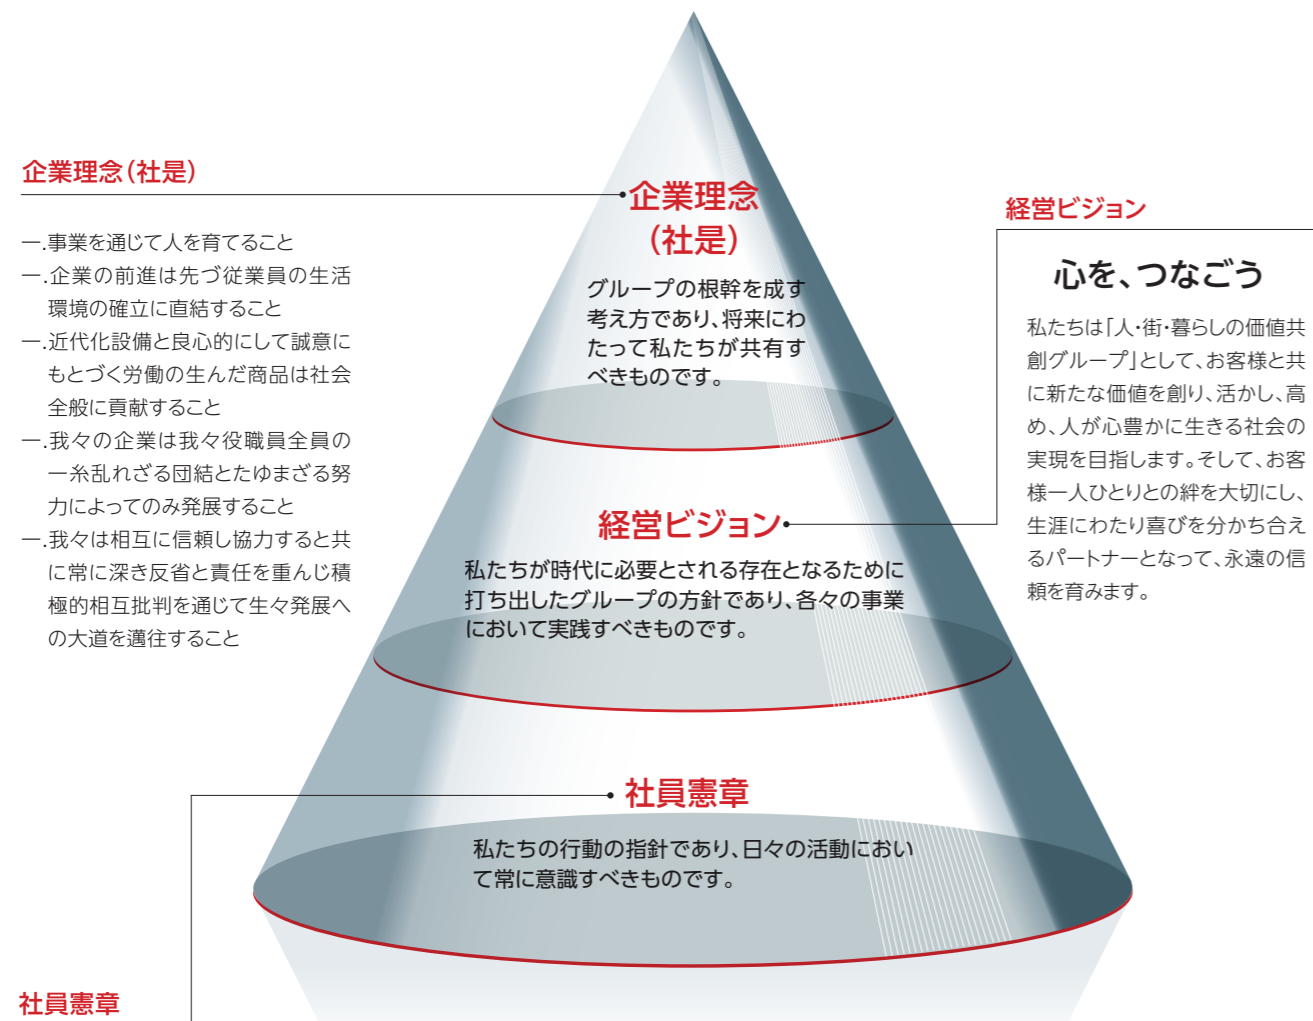 企業理念（社是）
一.事業を通じて人を育てること
一.企業の前進は先づ従業員の生活
環境の確立に直結すること
一.近代化設備と良心的にして誠意に
もとづく労働の生んだ商品は社会
全般に貢献すること
一.我々の企業は我々役職員全員の
一糸乱れざる団結とたゆまざる努
力によってのみ発展すること
一.我々は相互に信頼し協力すると共
に常に深き反省と責任を重んじ積
極的相互批判を通じて生々発展へ
の大道を邁往すること
企業理念
（社是）
グループの根幹を成す
考え方であり、将来にわ
たって私たちが共有す
べきものです。
経営ビジョン
心を、つなごう
私たちは「人・街・暮らしの価値共
創グループ」として、お客様と共
に新たな価値を創り、活かし、高
め、人が心豊かに生きる社会の
実現を目指します。そして、お客
様一人ひとりとの絆を大切にし、
生涯にわたり喜びを分かち合え
るパートナーとなって、永遠の信
頼を育みます。
経営ビジョン
私たちが時代に必要とされる存在となるために
打ち出したグループの方針であり、各々の事業
において実践すべきものです。
社員憲章
私たちの行動の指針であり、日々の活動におい
て常に意識すべきものです。
社員憲章